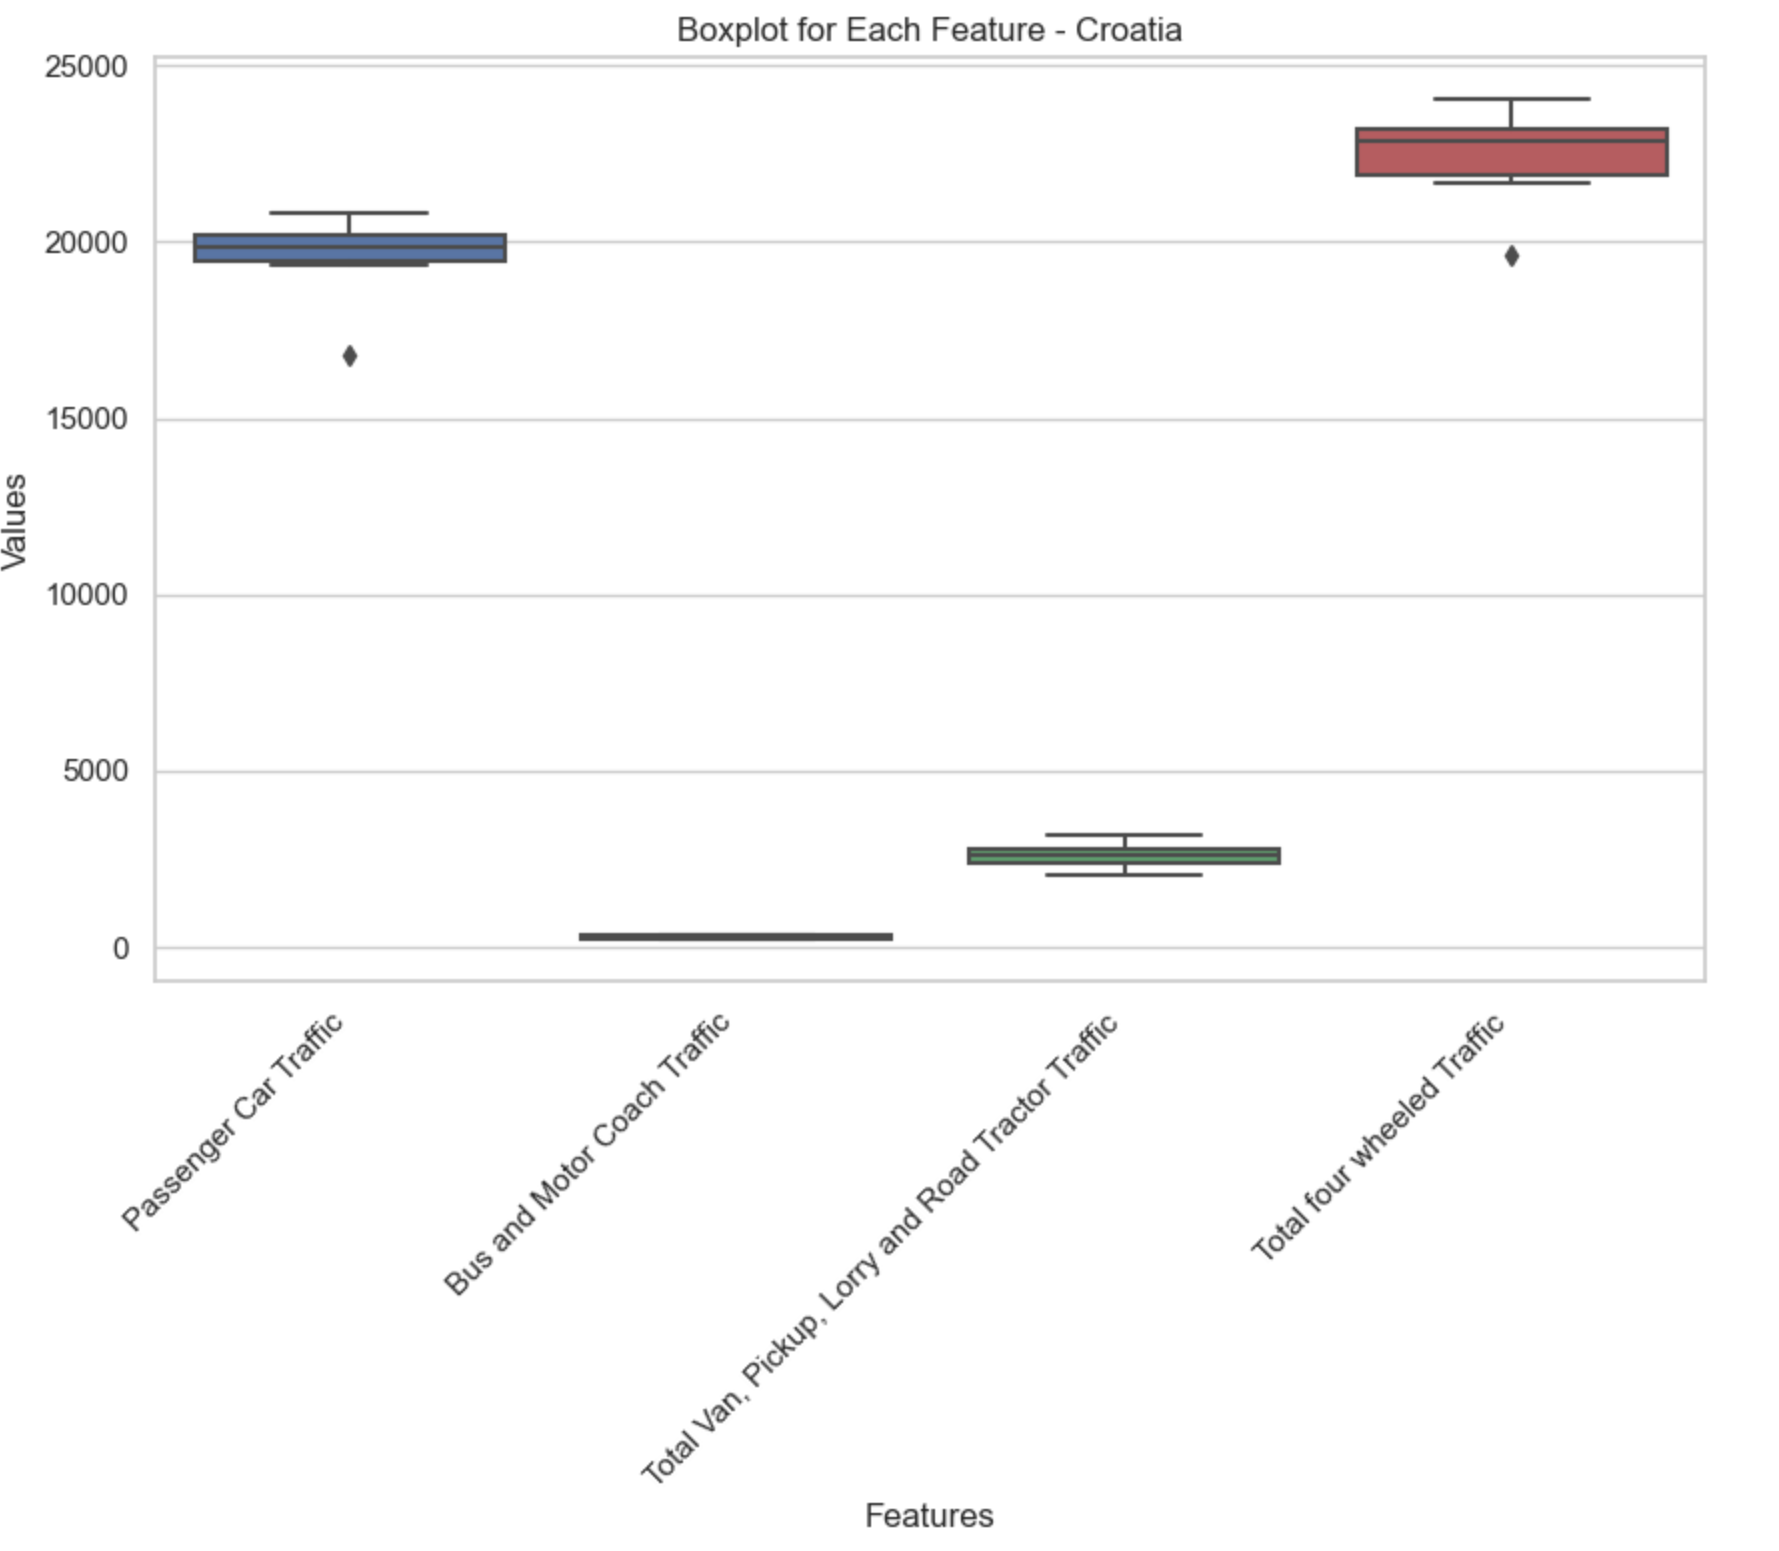 Boxplot for Each Feature - Croatia
25000
20000
15000
10000
5000
0
Values
Passenger Car Traffic
Bus and Motor Coach Traffic
Total Van, Pickup, Lorry and Road Tractor Traffic
Total four wheeled Traffic
Features